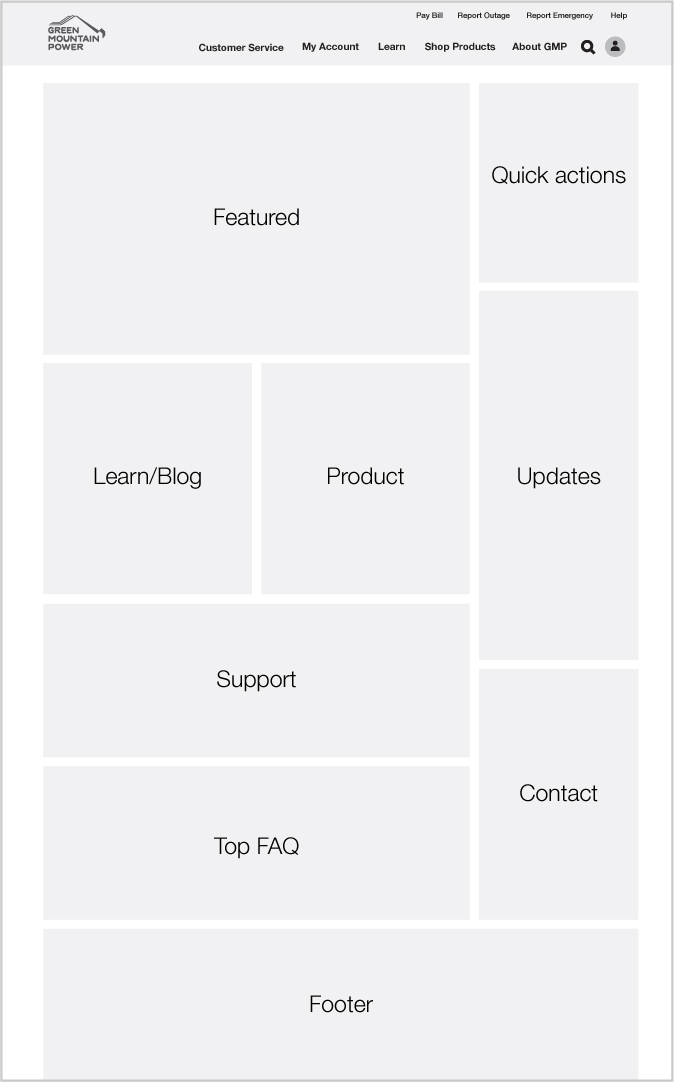 GREEN
MOUNTAIN
POWER
Pay Bill Report Outage Report Emergency Help
Customer Service My Account Learn Shop Products About GMP
Featured
Quick actions
Learn/Blog
Product
Updates
Support
Contact
Top FAQ
Footer